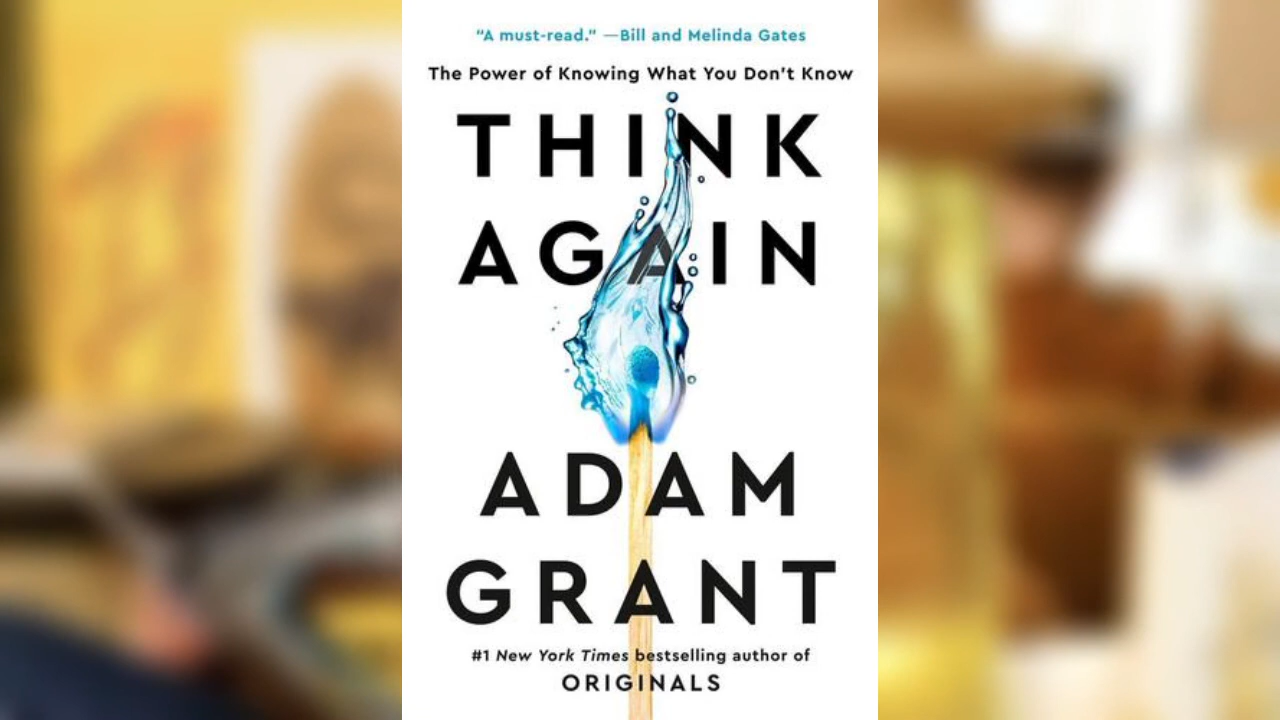 “A must-read.” —Bill and Melinda Gates
The Power of Knowing What You Don’t Know
THINK
AGAIN
ADAM
GRANT
#1 New York Times bestselling author of
ORIGINALS